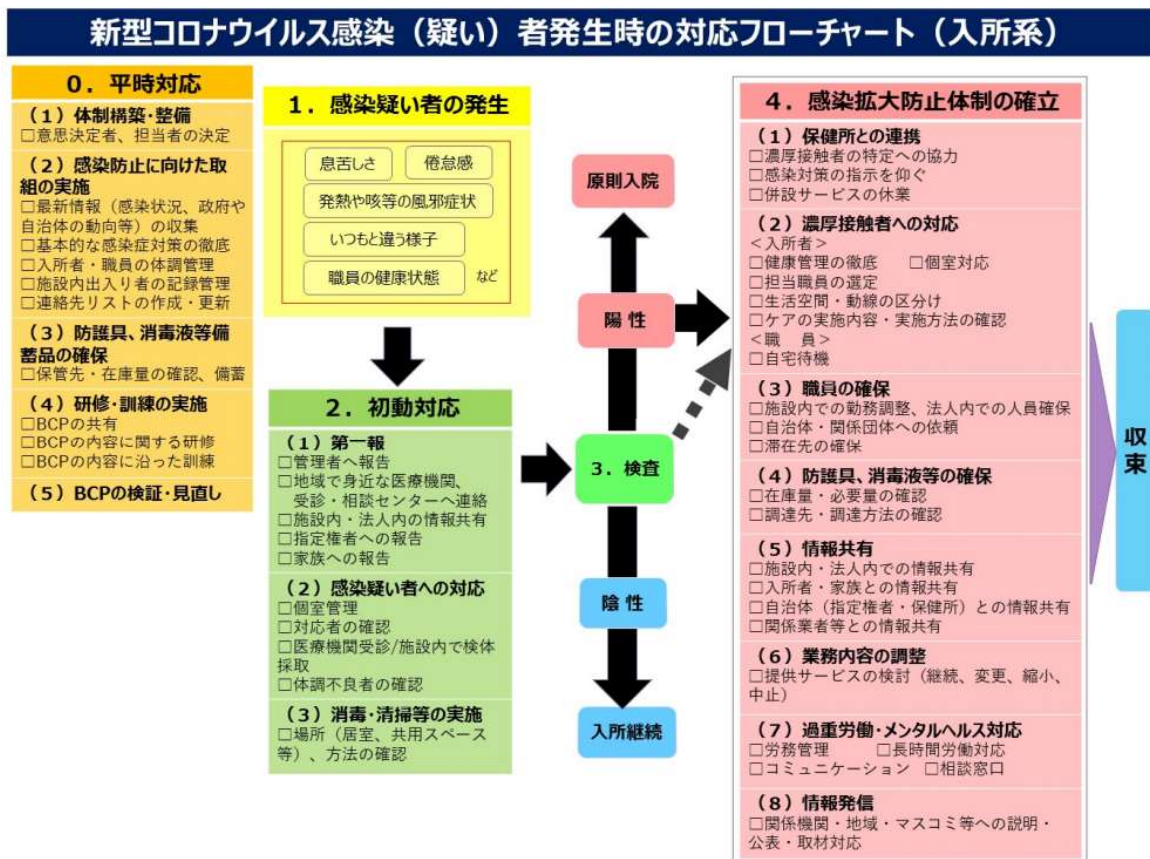 新型コロナウイルス感染（疑い）者発生時の対応フローチャート（入所系）
０．平時対応
（１）体制構築・整備
□意思決定者、担当者の決定
（２）感染防止に向けた取
組の実施
□最新情報（感染状況、政府や
自治体の動向等）の収集
□基本的な感染症対策の徹底
□入所者・職員の体調管理
□施設内出入り者の記録管理
□連絡先リストの作成・更新
（３）防護具、消毒液等備
蓄品の確保
□保管先・在庫量の確認、備蓄
（４）研修・訓練の実施
□BCPの共有
□BCPの内容に関する研修
□BCPの内容に沿った訓練
（５）BCPの検証・見直し
１．感染疑い者の発生
息苦しさ
倦怠感
発熱や咳等の風邪症状
いつもと違う様子
職員の健康状態
など
２．初動対応
（１）第一報
□管理者へ報告
□地域で身近な医療機関、
受診・相談センターへ連絡
□施設内・法人内の情報共有
□指定権者への報告
□家族への報告
（２）感染疑い者への対応
□個室管理
□対応者の確認
□医療機関受診/施設内で検体
採取
□体調不良者の確認
（３）消毒・清掃等の実施
□場所（居室、共用スペース
等）、方法の確認
原則入院
陽 性
３．検査
陰 性
入所継続
４．感染拡大防止体制の確立
（１）保健所との連携
□濃厚接触者の特定への協力
□感染対策の指示を仰ぐ
□併設サービスの休業
（２）濃厚接触者への対応
＜入所者＞
□健康管理の徹底　□個室対応
□担当職員の選定
□生活空間・動線の区分け
□ケアの実施内容・実施方法の確認
＜職　員＞
□自宅待機
（３）職員の確保
□施設内での勤務調整、法人内での人員確保
□自治体・関係団体への依頼
□滞在先の確保
（４）防護具、消毒液等の確保
□在庫量・必要量の確認
□調達先・調達方法の確認
（５）情報共有
□施設内・法人内での情報共有
□入所者・家族との情報共有
□自治体（指定権者・保健所）との情報共有
□関係業者等との情報共有
（６）業務内容の調整
□提供サービスの検討（継続、変更、縮小、
中止）
（７）過重労働・メンタルヘルス対応
□労務管理　□長時間労働対応
□コミュニケーション　□相談窓口
（８）情報発信
□関係機関・地域・マスコミ等への説明・
公表・取材対応
収束